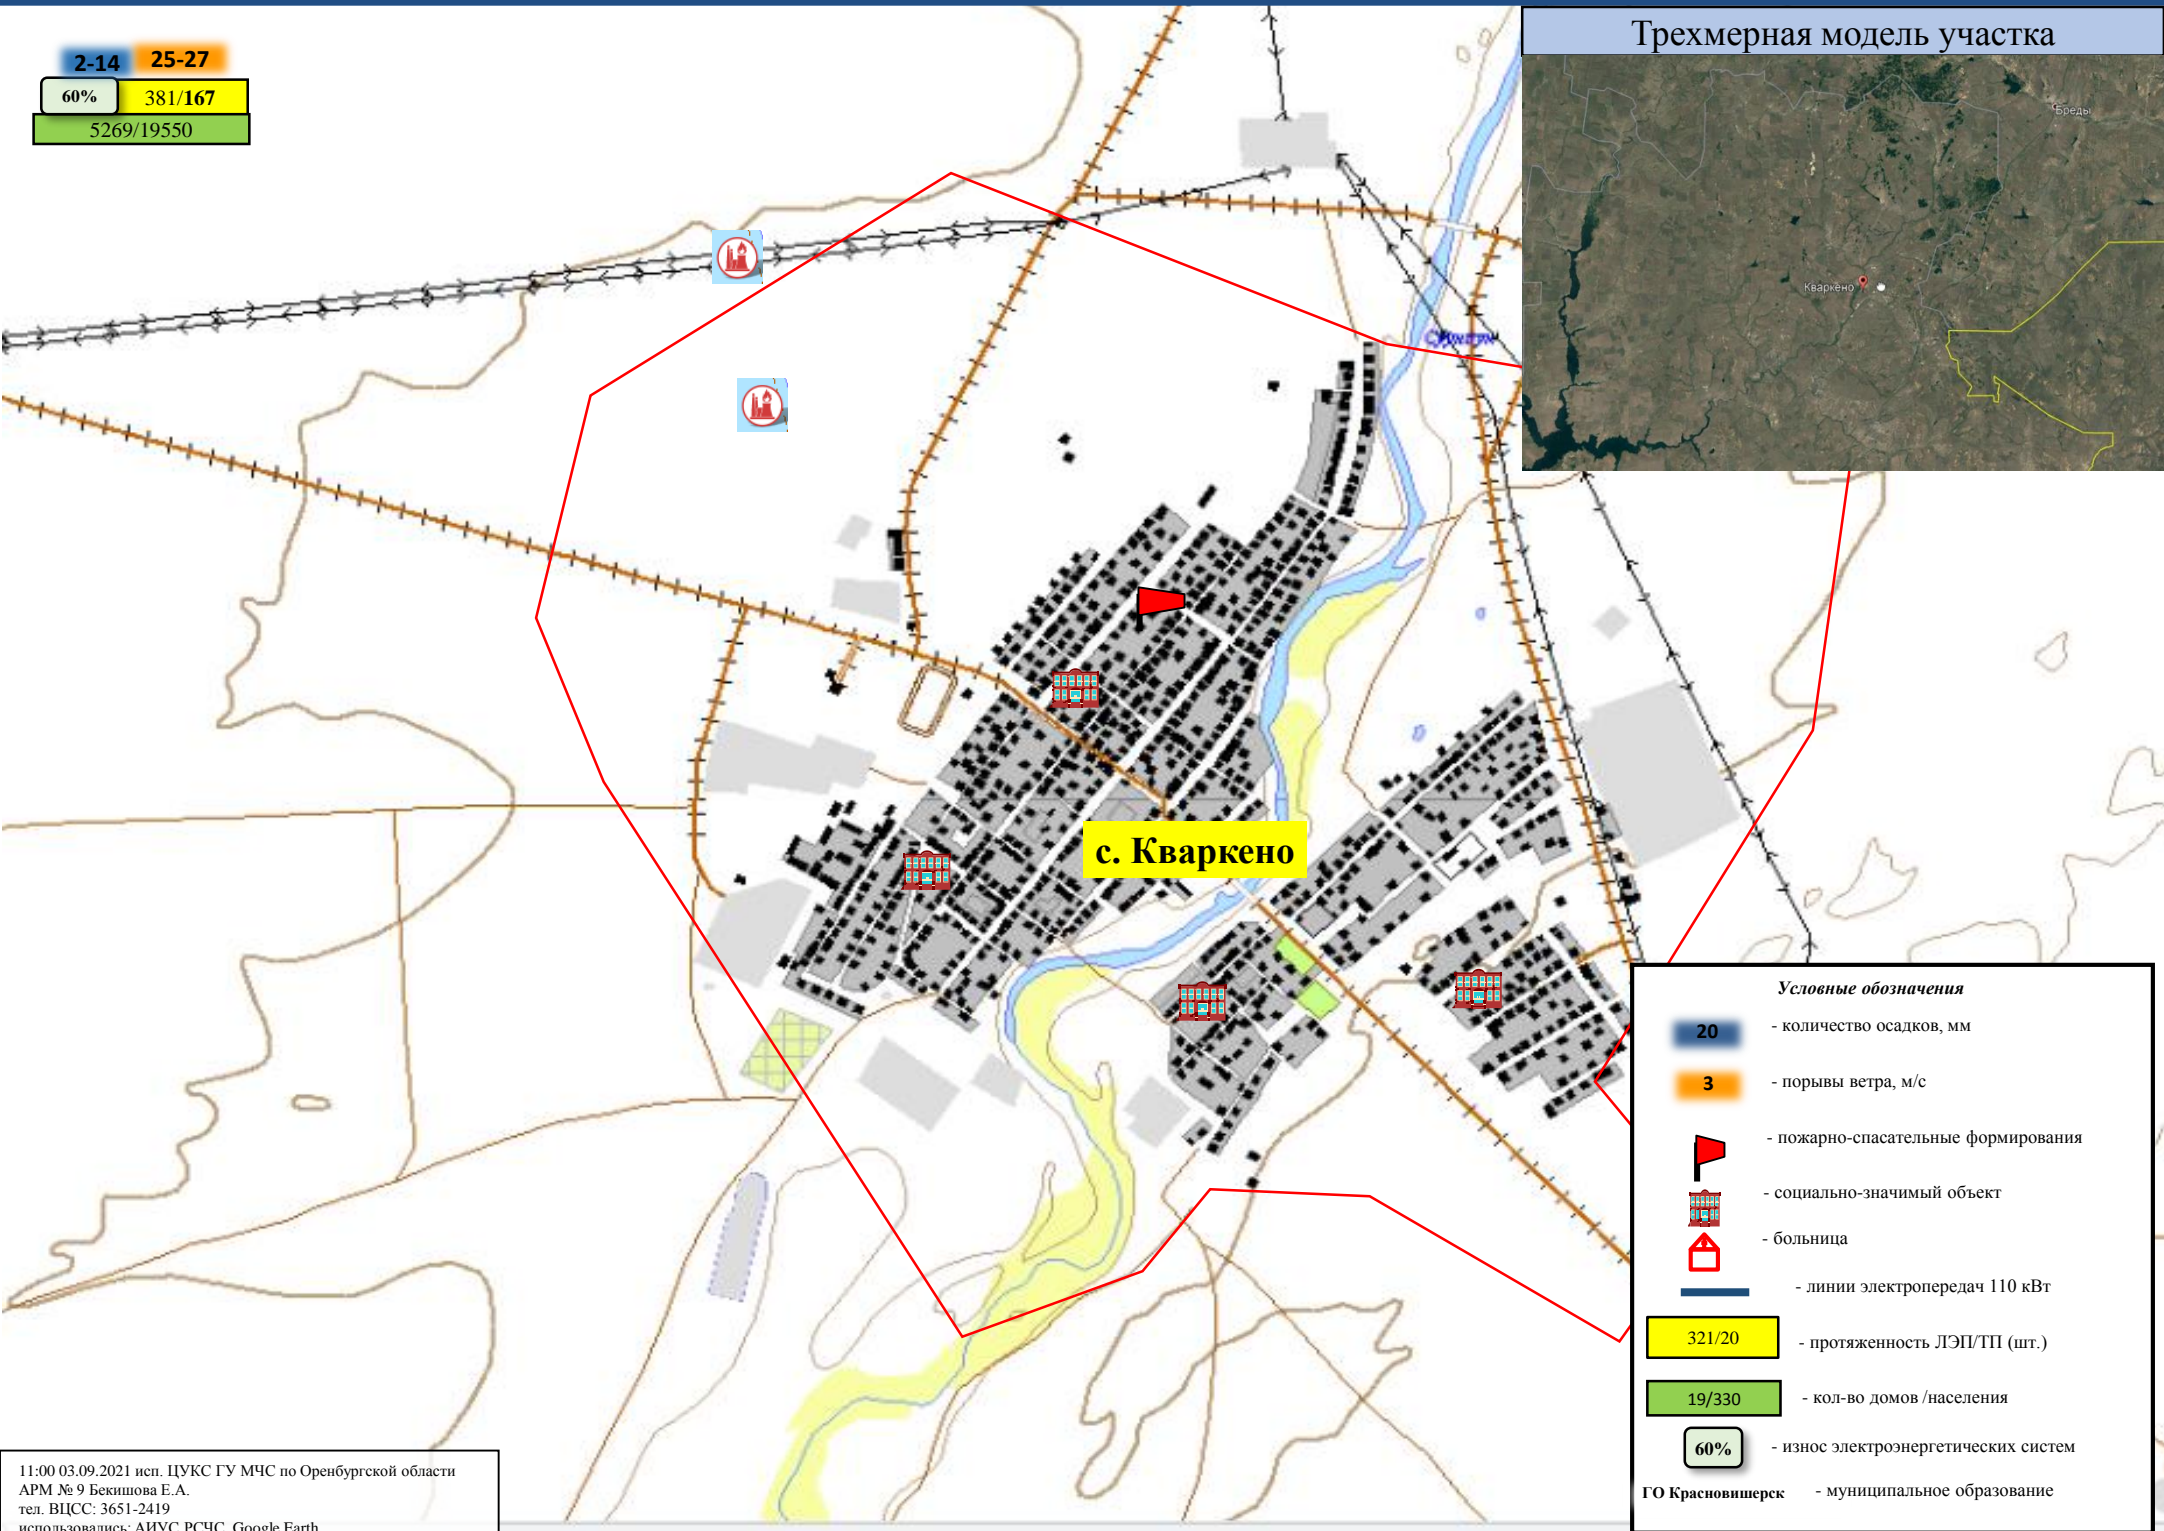 2-14
25-27
60%
381/167
5269/19550
Трехмерная модель участка
Бреды
Кваркено
с. Кваркено
Условные обозначения
20
- количество осадков, мм
3
- порывы ветра, м/с
- пожарно-спасательные формирования
- социально-значимый объект
- больница
- линии электропередач 110 кВт
321/20
- протяженность ЛЭП/ТП (шт.)
19/330
- кол-во домов /населения
60%
- износ электроэнергетических систем
ГО Красновишерск
- муниципальное образование
11:00 03.09.2021 исп. ЦУКС ГУ МЧС по Оренбургской области
АРМ № 9 Бекишова Е.А.
тел. ВЦСС: 3651-2419
использовались: АИУС РСЧС, Google Earth